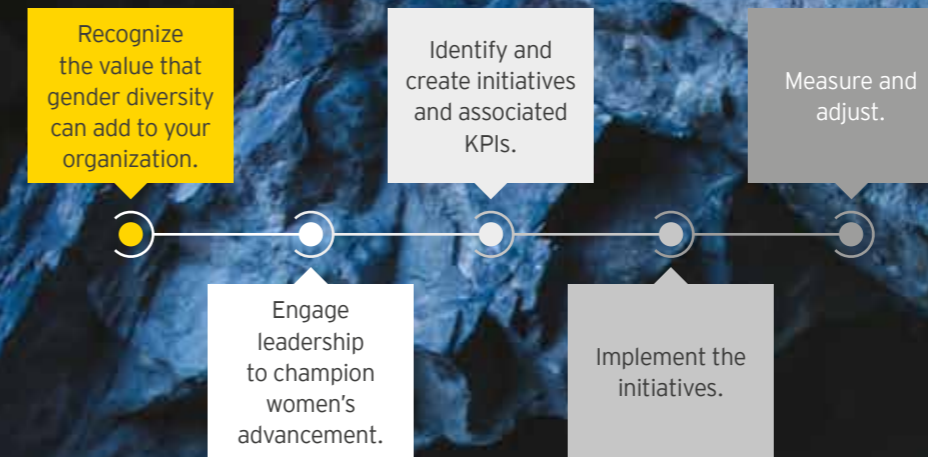 Recognize
the value that
gender diversity
can add to your
organization.
Engage
leadership
to champion
women's
advancement.
Identify and
create initiatives
and associated
KPIs.
Implement the
initiatives.
Measure and
adjust.